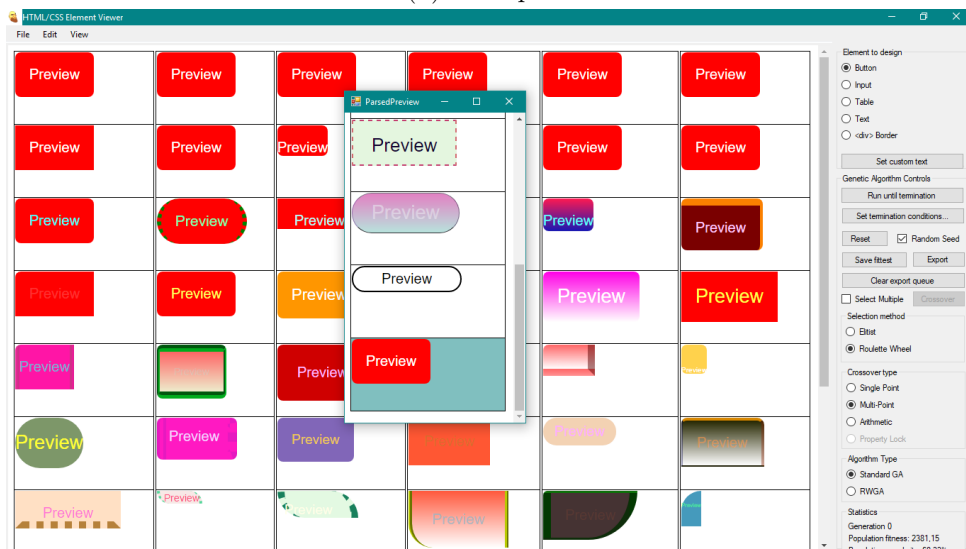 HTML/CSS Element Viewer
File Edit View
Preview Preview Preview Preview Preview Preview
Preview Preview Preview Preview Preview
Preview Preview Preview Preview Preview
Preview Preview Preview Preview Preview
Preview Preview
Preview Preview Preview Preview Preview
Preview Preview Preview
ParsedPreview
Preview
Preview
Preview
Preview
Element to design
Button
Input
Table
Text
<div> Border
Set custom text
Genetic Algorithm Controls
Run until termination
Set termination conditions...
Reset Random Seed
Save fittest Export
Clear export queue
Select Multiple Crossover
Selection method
Elitist
Roulette Wheel
Crossover type
Single Point
Multi-Point
Arithmetic
Property Lock
Algorithm Type
Standard GA
RWGA
Statistics
Generation 0
Population fitness: 2381,15